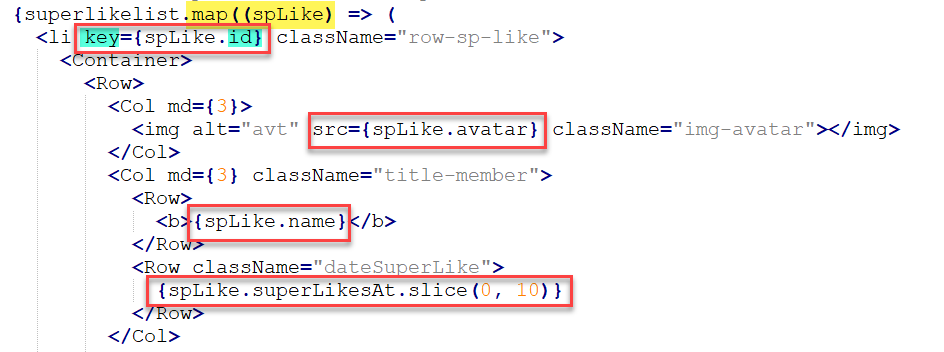 {superlikelist.map((spLike) => (
<li key={spLike.id} className="row-sp-like">
<Container>
<Row>
<Col md={3}>
<img alt="avt" src={spLike.avatar} className="img-avatar"></img>
</Col>
<Col md={3} className="title-member">
<Row>
<b>{spLike.name}</b>
</Row>
<Row className="dateSuperLike">
{spLike.superLikesAt.slice(0, 10)}
</Row>
</Col>